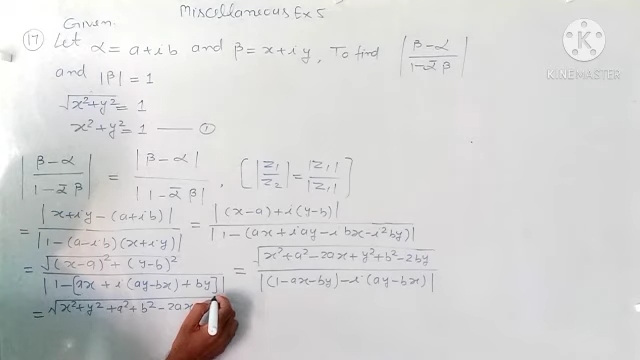 Miscellaneous Ex 5
Given
(17) Let α = a + ib and β = x + iy, To find |β - α / 1 - ᾱβ|
and |β| = 1
√(x² + y²) = 1
x² + y² = 1 —— ①
KINEMASTER
|β - α / 1 - ᾱβ| = |β - α| / |1 - ᾱβ| , [|Z₁/Z₂| = |Z₁|/|Z₁|]
= |x + iy - (a + ib)| / |1 - (a - ib)(x + iy)| = |(x - a) + i(y - b)| / |1 - (ax + iay - ibx - i²by)|
= √((x - a)² + (y - b)²) / |1 - [ax + i(ay - bx) + by]| = √(x² + a² - 2ax + y² + b² - 2by) / |(1 - ax - by) - i(ay - bx)|
= √(x² + y² + a² + b² - 2ax